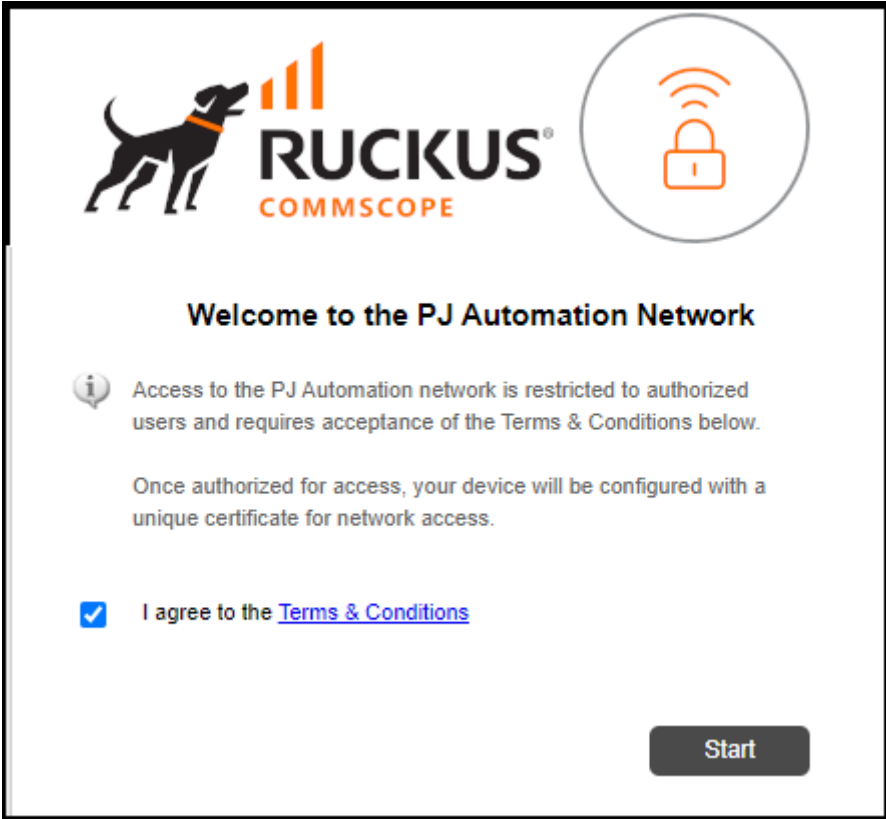 RUCKUS®
COMMSCOPE
Welcome to the PJ Automation Network
Access to the PJ Automation network is restricted to authorized
users and requires acceptance of the Terms & Conditions below.
Once authorized for access, your device will be configured with a
unique certificate for network access.
I agree to the Terms & Conditions
Start